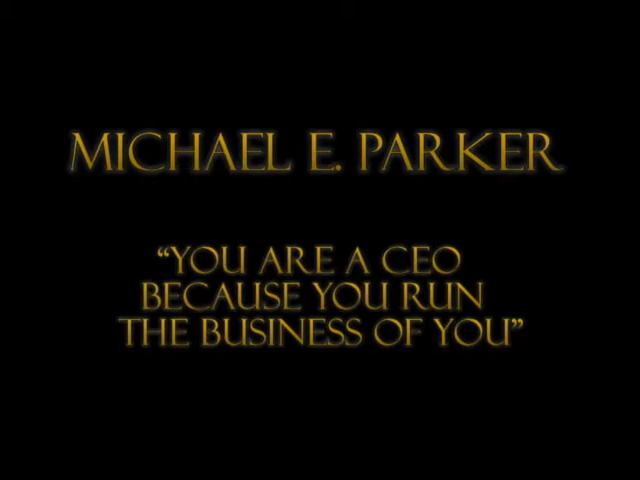 MICHAEL E. PARKER
“YOU ARE A CEO
BECAUSE YOU RUN
THE BUSINESS OF YOU”